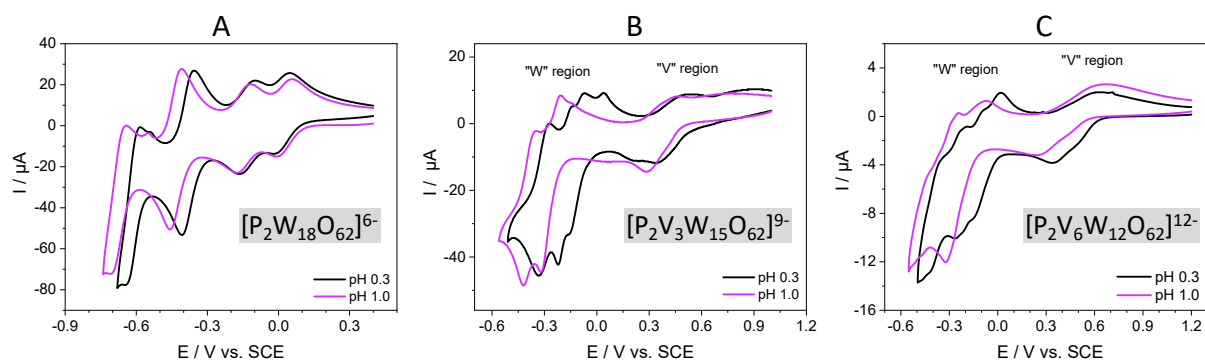 A
I / µA
40
20
0
-20
-40
-60
-80
-0.9
-0.6
-0.3
0.0
0.3
E / V vs. SCE
[P₂W₁₈O₆₂]⁶⁻
pH 0.3
pH 1.0
B
I / µA
20
0
-20
-40
-0.6
-0.3
0.0
0.3
0.6
0.9
1.2
E / V vs. SCE
"W" region
"V" region
[P₂V₃W₁₅O₆₂]⁹⁻
pH 0.3
pH 1.0
C
I / µA
4
0
-4
-8
-12
-16
-0.6
-0.3
0.0
0.3
0.6
0.9
1.2
E / V vs. SCE
"W" region
"V" region
[P₂V₆W₁₂O₆₂]¹²⁻
pH 0.3
pH 1.0